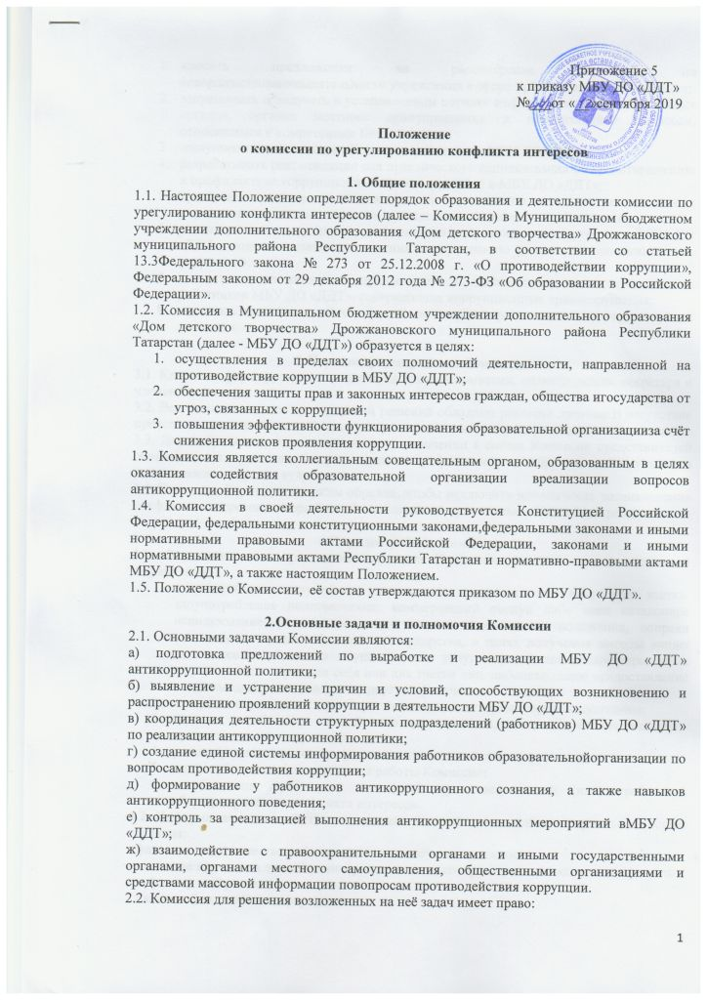 Приложение 5
к приказу МБУ ДО «ДДТ»
№ от « » сентября 2019
Положение
о комиссии по урегулированию конфликта интересов
1. Общие положения
1.1. Настоящее Положение определяет порядок образования и деятельности комиссии по
урегулированию конфликта интересов (далее – Комиссия) в Муниципальном бюджетном
учреждении дополнительного образования «Дом детского творчества» Дрожжановского
муниципального района Республики Татарстан, в соответствии со статьей
13.3Федерального закона № 273 от 25.12.2008 г. «О противодействии коррупции»,
Федеральным законом от 29 декабря 2012 года № 273-ФЗ «Об образовании в Российской
Федерации».
1.2. Комиссия в Муниципальном бюджетном учреждении дополнительного образования
«Дом детского творчества» Дрожжановского муниципального района Республики
Татарстан (далее - МБУ ДО «ДДТ») образуется в целях:
1. осуществления в пределах своих полномочий деятельности, направленной на
противодействие коррупции в МБУ ДО «ДДТ»;
2. обеспечения защиты прав и законных интересов граждан, общества игосударства от
угроз, связанных с коррупцией;
3. повышения эффективности функционирования образовательной организацииза счёт
снижения рисков проявления коррупции.
1.3. Комиссия является коллегиальным совещательным органом, образованным в целях
оказания содействия образовательной организации вреализации вопросов
антикоррупционной политики.
1.4. Комиссия в своей деятельности руководствуется Конституцией Российской
Федерации, федеральными конституционными законами,федеральными законами и иными
нормативными правовыми актами Российской Федерации, законами и иными
нормативными правовыми актами Республики Татарстан и нормативно-правовыми актами
МБУ ДО «ДДТ», а также настоящим Положением.
1.5. Положение о Комиссии, её состав утверждаются приказом по МБУ ДО «ДДТ».
2.Основные задачи и полномочия Комиссии
2.1. Основными задачами Комиссии являются:
а) подготовка предложений по выработке и реализации МБУ ДО «ДДТ»
антикоррупционной политики;
б) выявление и устранение причин и условий, способствующих возникновению и
распространению проявлений коррупции в деятельности МБУ ДО «ДДТ»;
в) координация деятельности структурных подразделений (работников) МБУ ДО «ДДТ»
по реализации антикоррупционной политики;
г) создание единой системы информирования работников образовательнойорганизации по
вопросам противодействия коррупции;
д) формирование у работников антикоррупционного сознания, а также навыков
антикоррупционного поведения;
е) контроль за реализацией выполнения антикоррупционных мероприятий вМБУ ДО
«ДДТ»;
ж) взаимодействие с правоохранительными органами и иными государственными
органами, органами местного самоуправления, общественными организациями и
средствами массовой информации повопросам противодействия коррупции.
2.2. Комиссия для решения возложенных на неё задач имеет право:
1